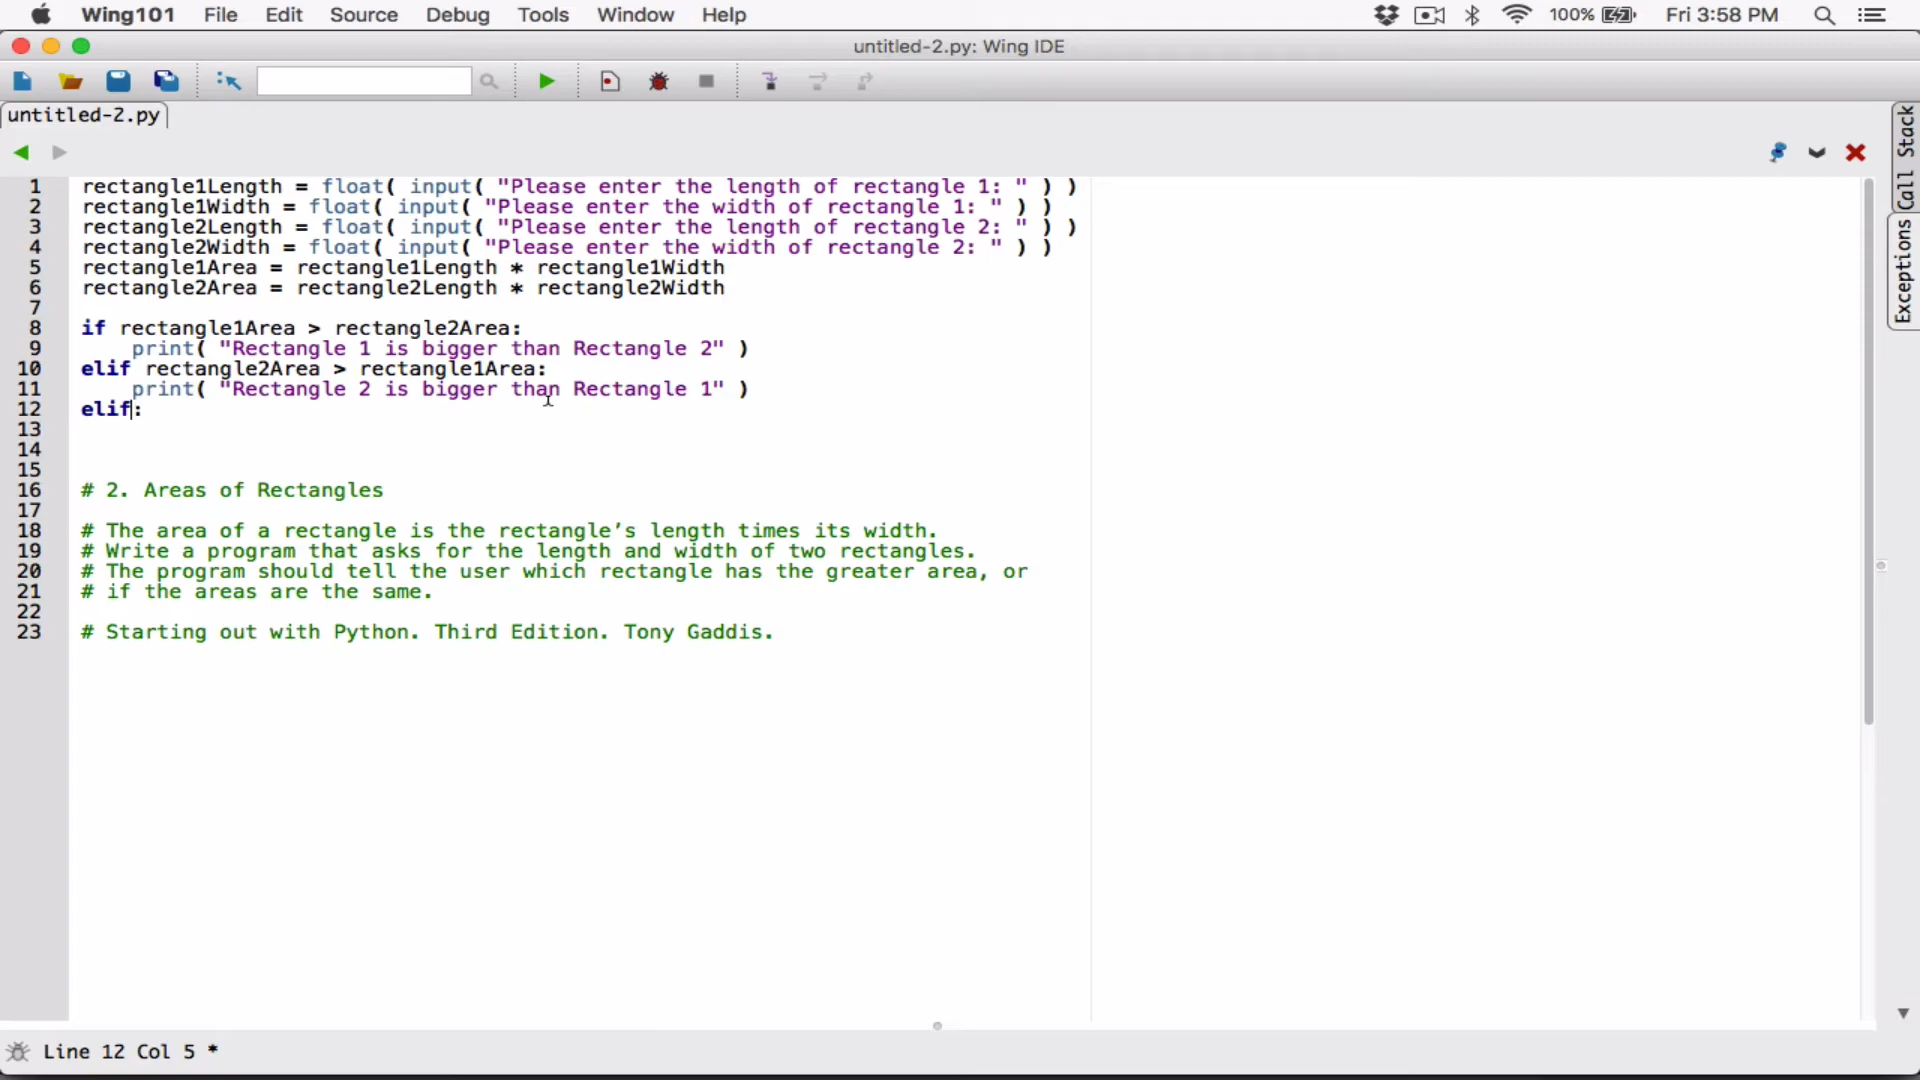 Wing101 File Edit Source Debug Tools Window Help 100% Fri 3:58 PM
untitled-2.py: Wing IDE
untitled-2.py
1 rectangle1Length = float( input( "Please enter the length of rectangle 1: " ) )
2 rectangle1Width = float( input( "Please enter the width of rectangle 1: " ) )
3 rectangle2Length = float( input( "Please enter the length of rectangle 2: " ) )
4 rectangle2Width = float( input( "Please enter the width of rectangle 2: " ) )
5 rectangle1Area = rectangle1Length * rectangle1Width
6 rectangle2Area = rectangle2Length * rectangle2Width
7
8 if rectangle1Area > rectangle2Area:
9     print( "Rectangle 1 is bigger than Rectangle 2" )
10 elif rectangle2Area > rectangle1Area:
11     print( "Rectangle 2 is bigger than Rectangle 1" )
12 elif:
13
14
15
16 # 2. Areas of Rectangles
17
18 # The area of a rectangle is the rectangle’s length times its width.
19 # Write a program that asks for the length and width of two rectangles.
20 # The program should tell the user which rectangle has the greater area, or
21 # if the areas are the same.
22
23 # Starting out with Python. Third Edition. Tony Gaddis.
Call Stack
Exceptions
Line 12 Col 5 *